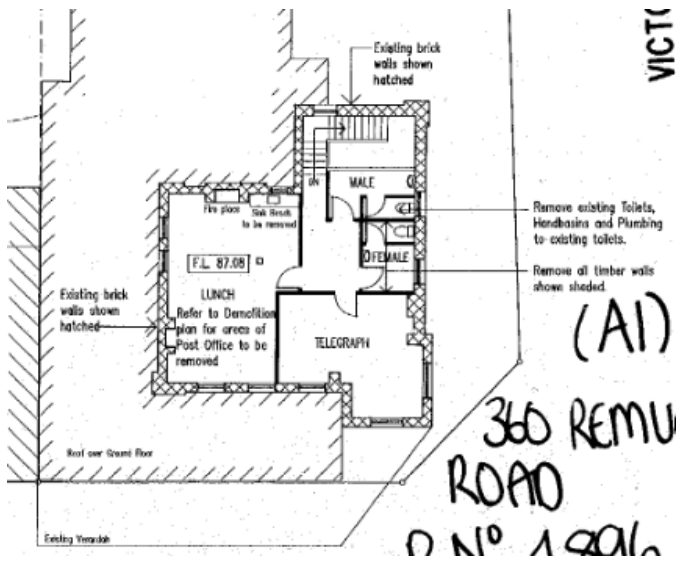 VICTO
Existing brick
walls shown
hatched
DN
MALE
Fire place
Sink Bench
to be removed
Remove existing Toilets,
Handbasins and Plumbing
to existing toilets.
F.L. 87.08
FEMALE
Remove all timber walls
shown shaded.
Existing brick
walls shown
hatched
LUNCH
Refer to Demolition
plan for areas of
Post Office to be
removed
TELEGRAPH
(A1)
360 REMU
ROAD
Roof over Ground Floor
Existing Verandah
P.N° 1896